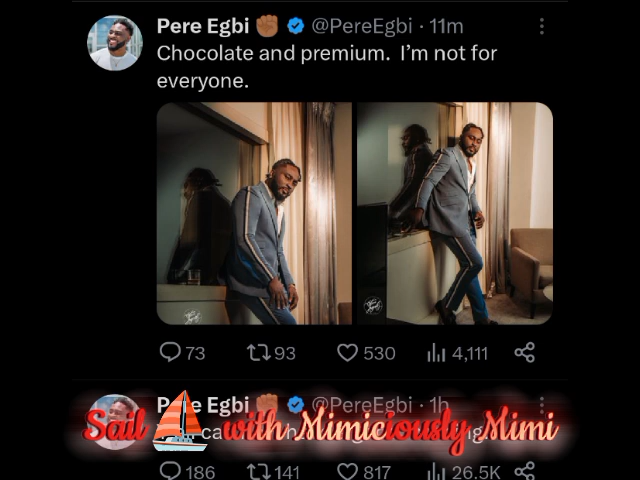 Pere Egbi @PereEgbi · 11m
Chocolate and premium. I'm not for
everyone.
73 93 530 4,111
Pere Egbi @PereEgbi · 1h
Sail with Mimiciously Mimi
186 141 817 26.5K